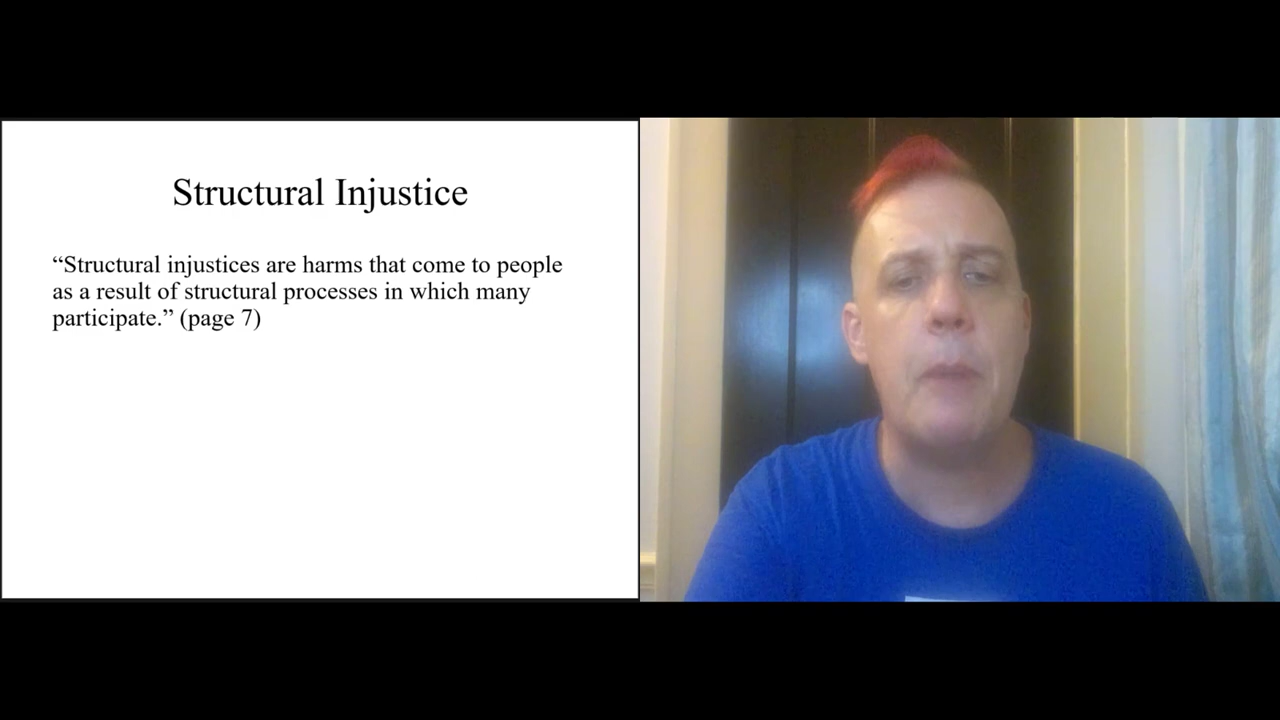 Structural Injustice
“Structural injustices are harms that come to people
as a result of structural processes in which many
participate.” (page 7)